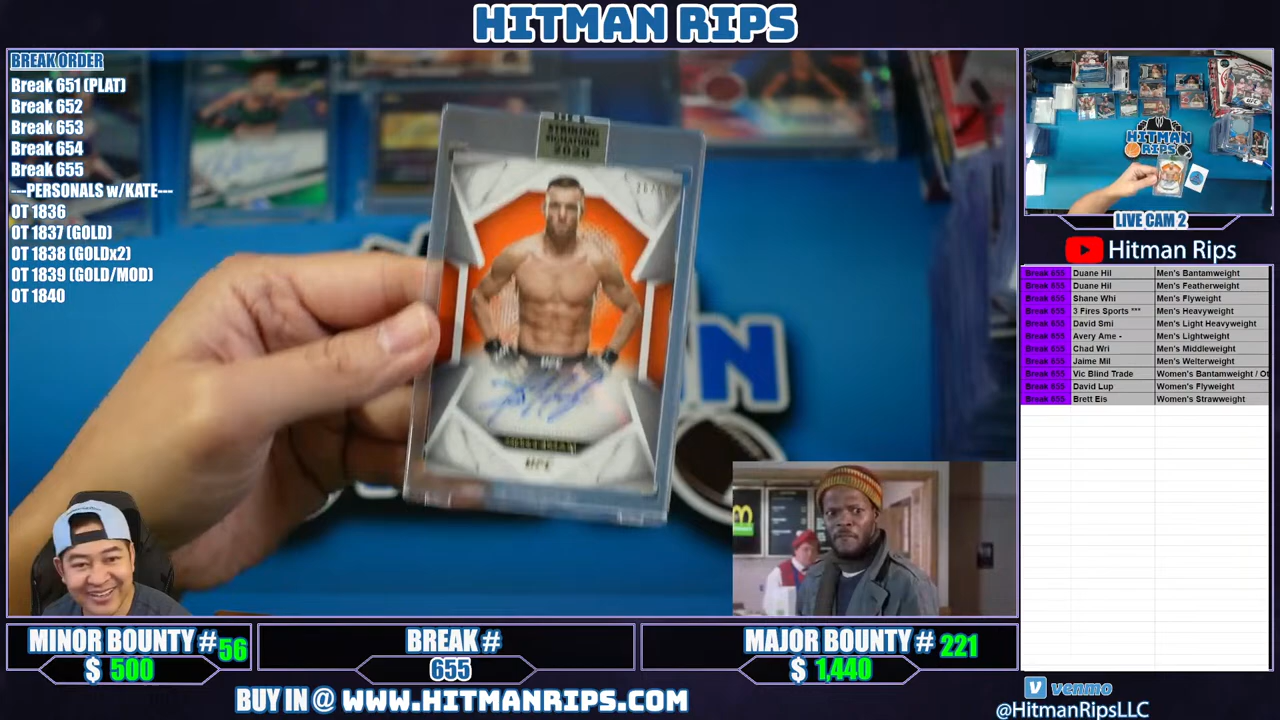 HITMAN RIPS
BREAK ORDER
Break 651 (PLAT)
Break 652
Break 653
Break 654
Break 655
---PERSONALS w/KATE---
OT 1836
OT 1837 (GOLD)
OT 1838 (GOLDx2)
OT 1839 (GOLD/MOD)
OT 1840
STRIKING
SIGNATURES
2020
UFC
UFC
HITMAN
RIPS
LIVE CAM 2
Hitman Rips
Break 655 Duane Hil Men's Bantamweight
Break 655 Duane Hil Men's Featherweight
Break 655 Shane Whi Men's Flyweight
Break 655 3 Fires Sports *** Men's Heavyweight
Break 655 David Smi Men's Light Heavyweight
Break 655 Avery Ame - Men's Lightweight
Break 655 Chad Wri Men's Middleweight
Break 655 Jaime Mil Men's Welterweight
Break 655 Vic Blind Trade Women's Bantamweight / Ot
Break 655 David Lup Women's Flyweight
Break 655 Brett Eis Women's Strawweight
MINOR BOUNTY # 56
$ 500
BREAK #
655
MAJOR BOUNTY # 221
$ 1,440
BUY IN @ WWW.HITMANRIPS.COM
venmo
@HitmanRipsLLC